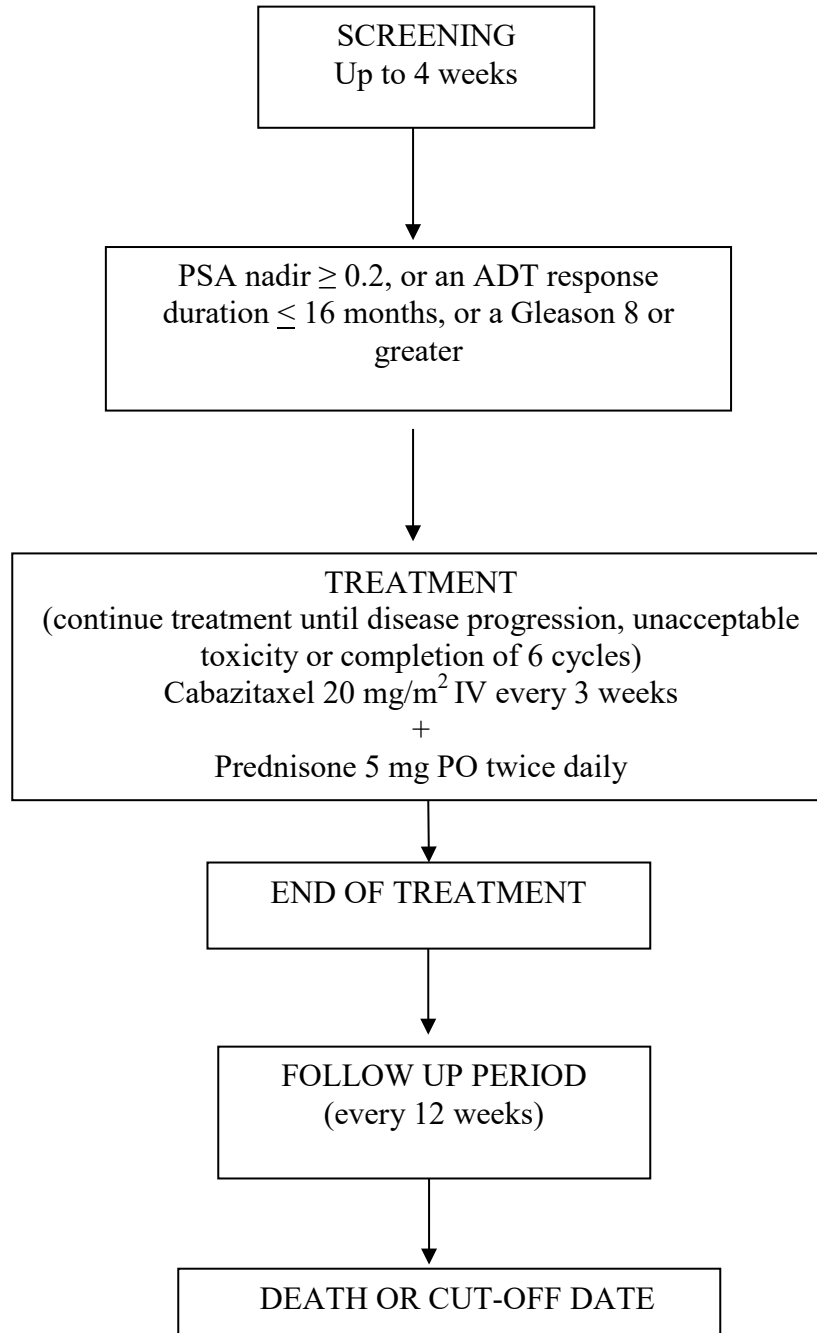 SCREENING
Up to 4 weeks
PSA nadir ≥ 0.2, or an ADT response
duration ≤ 16 months, or a Gleason 8 or
greater
TREATMENT
(continue treatment until disease progression, unacceptable
toxicity or completion of 6 cycles)
Cabazitaxel 20 mg/m² IV every 3 weeks
+
Prednisone 5 mg PO twice daily
END OF TREATMENT
FOLLOW UP PERIOD
(every 12 weeks)
DEATH OR CUT-OFF DATE